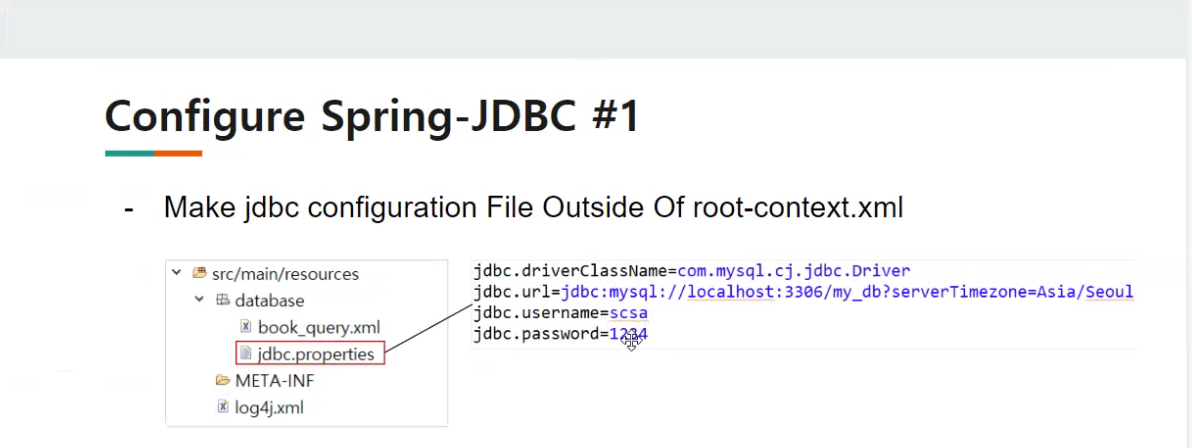 Configure Spring-JDBC #1
- Make jdbc configuration File Outside Of root-context.xml
src/main/resources
database
book_query.xml
jdbc.properties
META-INF
log4j.xml
jdbc.driverClassName=com.mysql.cj.jdbc.Driver
jdbc.url=jdbc:mysql://localhost:3306/my_db?serverTimezone=Asia/Seoul
jdbc.username=scsa
jdbc.password=1234